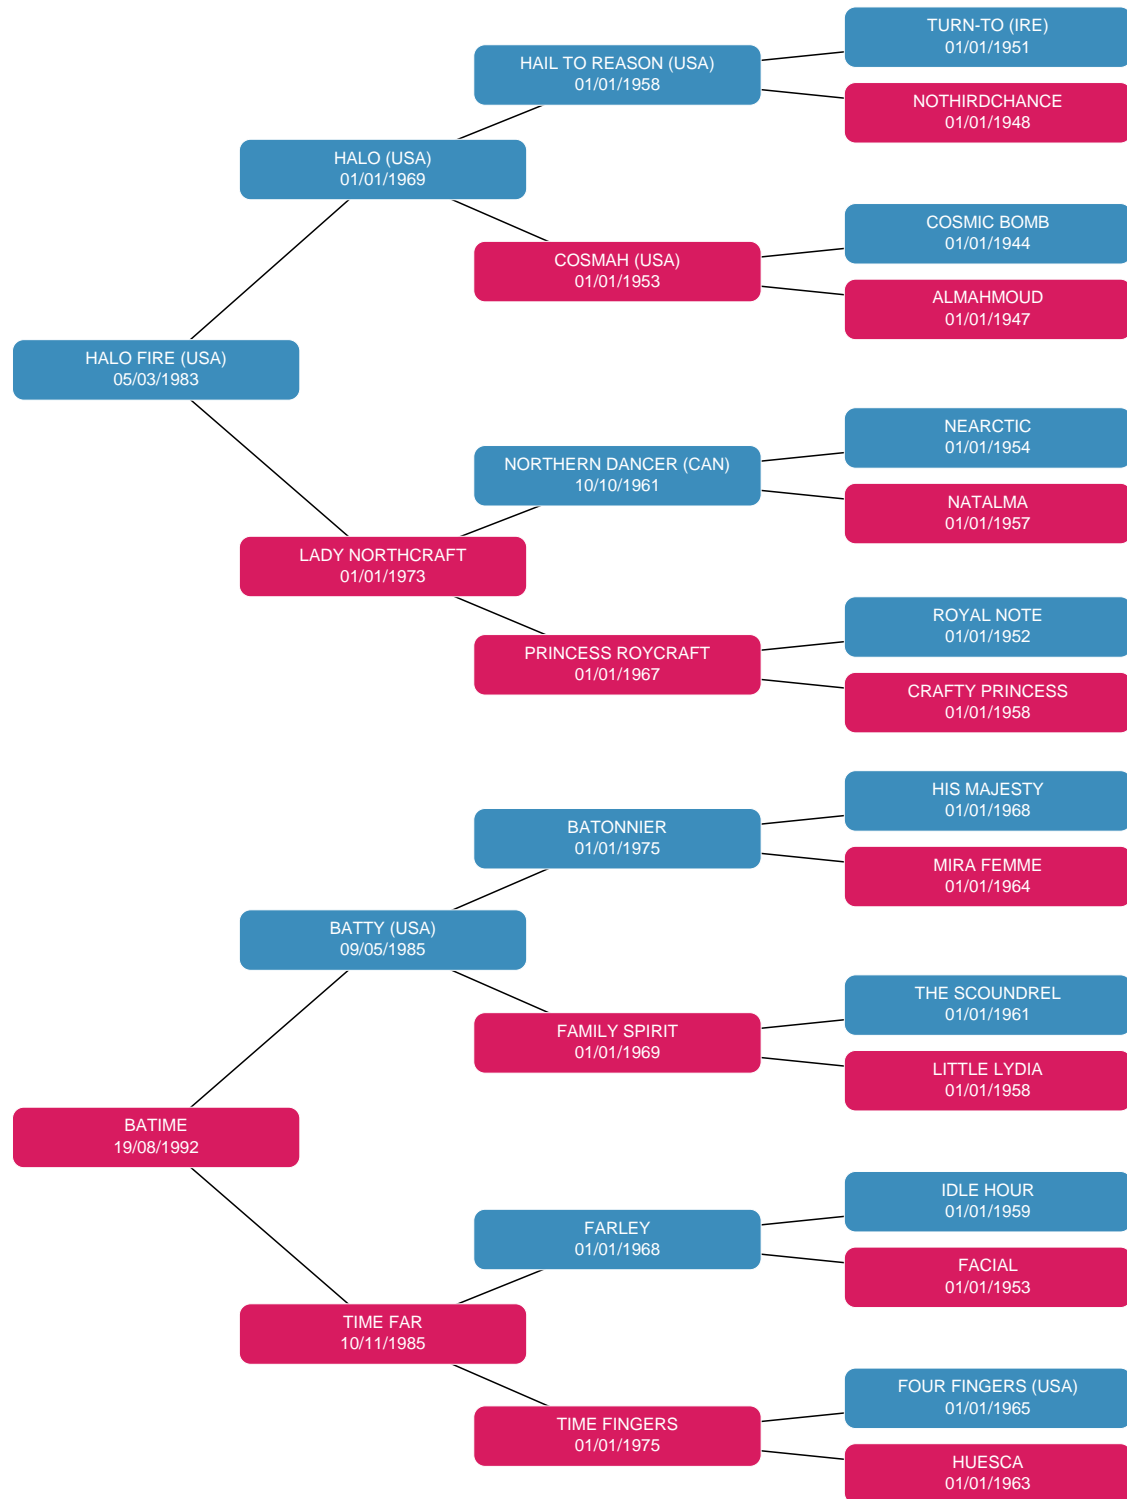 TURN-TO (IRE)
01/01/1951
HAIL TO REASON (USA)
01/01/1958
NOTHIRDCHANCE
01/01/1948
HALO (USA)
01/01/1969
COSMIC BOMB
01/01/1944
COSMAH (USA)
01/01/1953
ALMAHMOUD
01/01/1947
HALO FIRE (USA)
05/03/1983
NEARCTIC
01/01/1954
NORTHERN DANCER (CAN)
10/10/1961
NATALMA
01/01/1957
LADY NORTHCRAFT
01/01/1973
ROYAL NOTE
01/01/1952
PRINCESS ROYCRAFT
01/01/1967
CRAFTY PRINCESS
01/01/1958
HIS MAJESTY
01/01/1968
BATONNIER
01/01/1975
MIRA FEMME
01/01/1964
BATTY (USA)
09/05/1985
THE SCOUNDREL
01/01/1961
FAMILY SPIRIT
01/01/1969
LITTLE LYDIA
01/01/1958
BATIME
19/08/1992
IDLE HOUR
01/01/1959
FARLEY
01/01/1968
FACIAL
01/01/1953
TIME FAR
10/11/1985
FOUR FINGERS (USA)
01/01/1965
TIME FINGERS
01/01/1975
HUESCA
01/01/1963